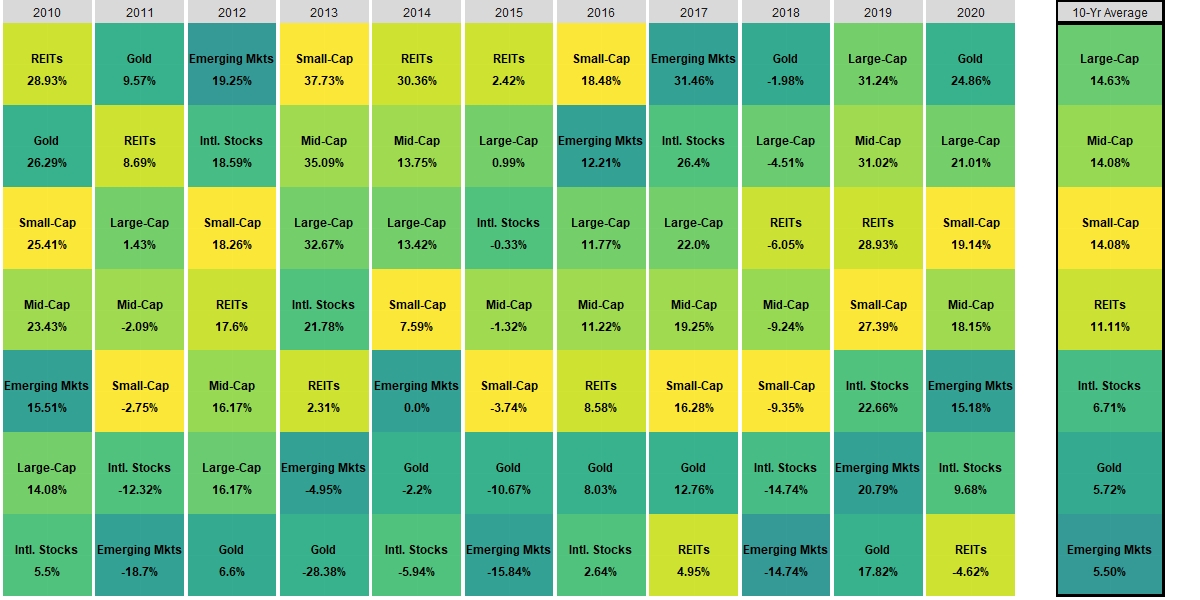 2010 2011 2012 2013 2014 2015 2016 2017 2018 2019 2020 10-Yr Average
REITs Gold Emerging Mkts Small-Cap REITs REITs Small-Cap Emerging Mkts Gold Large-Cap Gold Large-Cap
28.93% 9.57% 19.25% 37.73% 30.36% 2.42% 18.48% 31.46% -1.98% 31.24% 24.86% 14.63%
Gold REITs Intl. Stocks Mid-Cap Mid-Cap Large-Cap Emerging Mkts Intl. Stocks Large-Cap Mid-Cap Large-Cap Mid-Cap
26.29% 8.69% 18.59% 35.09% 13.75% 0.99% 12.21% 26.4% -4.51% 31.02% 21.01% 14.08%
Small-Cap Large-Cap Small-Cap Large-Cap Large-Cap Intl. Stocks Large-Cap Large-Cap REITs REITs Small-Cap Small-Cap
25.41% 1.43% 18.26% 32.67% 13.42% -0.33% 11.77% 22.0% -6.05% 28.93% 19.14% 14.08%
Mid-Cap Mid-Cap REITs Intl. Stocks Small-Cap Mid-Cap Mid-Cap Mid-Cap Mid-Cap Small-Cap Mid-Cap REITs
23.43% -2.09% 17.6% 21.78% 7.59% -1.32% 11.22% 19.25% -9.24% 27.39% 18.15% 11.11%
Emerging Mkts Small-Cap Mid-Cap REITs Emerging Mkts Small-Cap REITs Small-Cap Small-Cap Intl. Stocks Emerging Mkts Intl. Stocks
15.51% -2.75% 16.17% 2.31% 0.0% -3.74% 8.58% 16.28% -9.35% 22.66% 15.18% 6.71%
Large-Cap Intl. Stocks Large-Cap Emerging Mkts Gold Gold Gold Gold Intl. Stocks Emerging Mkts Intl. Stocks Gold
14.08% -12.32% 16.17% -4.95% -2.2% -10.67% 8.03% 12.76% -14.74% 20.79% 9.68% 5.72%
Intl. Stocks Emerging Mkts Gold Gold Intl. Stocks Emerging Mkts Intl. Stocks REITs Emerging Mkts Gold REITs Emerging Mkts
5.5% -18.7% 6.6% -28.38% -5.94% -15.84% 2.64% 4.95% -14.74% 17.82% -4.62% 5.50%